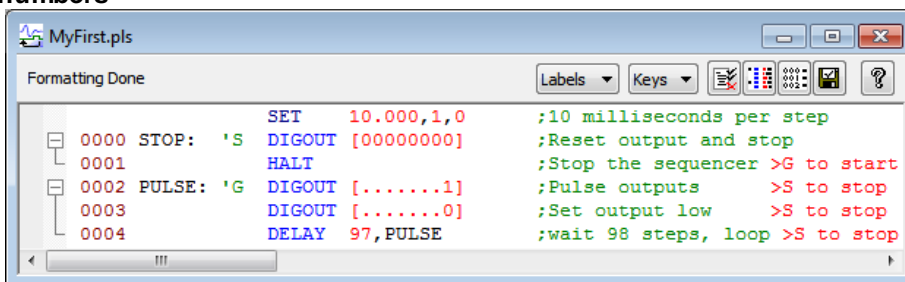 numbers
MyFirst.pls
Formatting Done Labels Keys
SET 10.000,1,0 ;10 milliseconds per step
0000 STOP: 'S DIGOUT [00000000] ;Reset output and stop
0001 HALT ;Stop the sequencer >G to start
0002 PULSE: 'G DIGOUT [.......1] ;Pulse outputs >S to stop
0003 DIGOUT [.......0] ;Set output low >S to stop
0004 DELAY 97,PULSE ;wait 98 steps, loop >S to stop